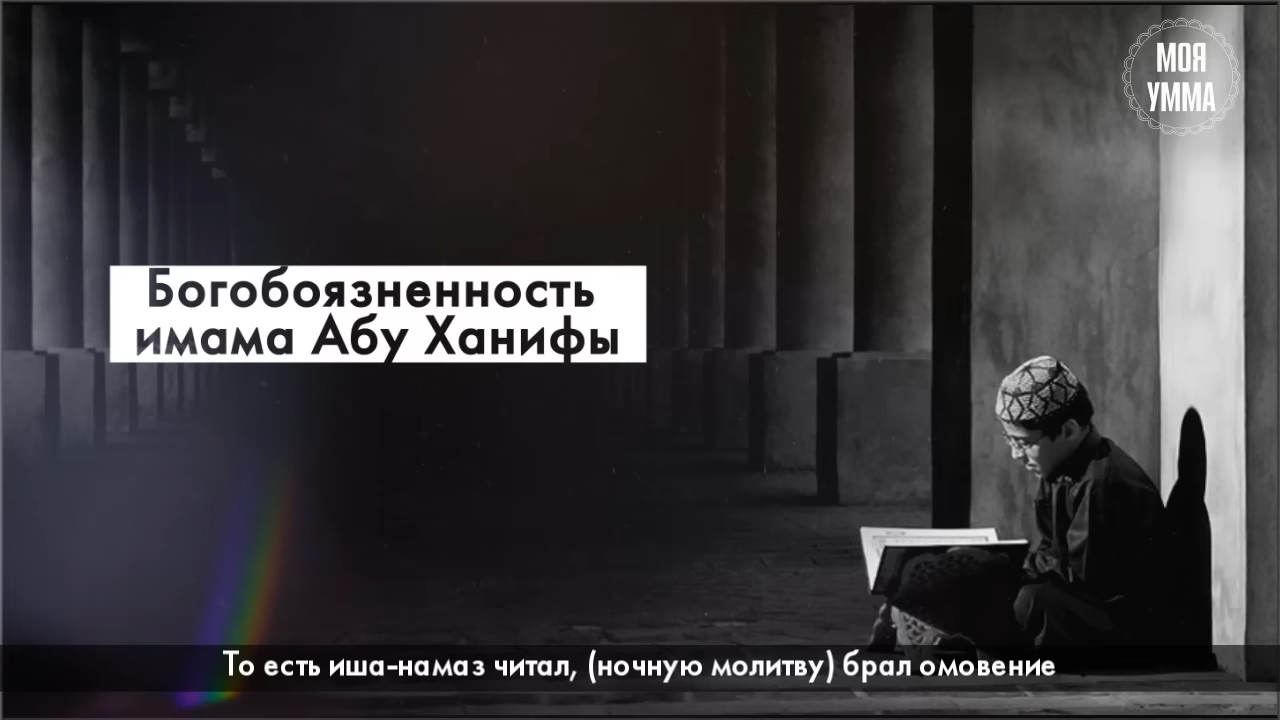 МОЯ
УММА
Богобоязненность
имама Абу Ханифы
То есть иша-намаз читал, (ночную молитву) брал омовение